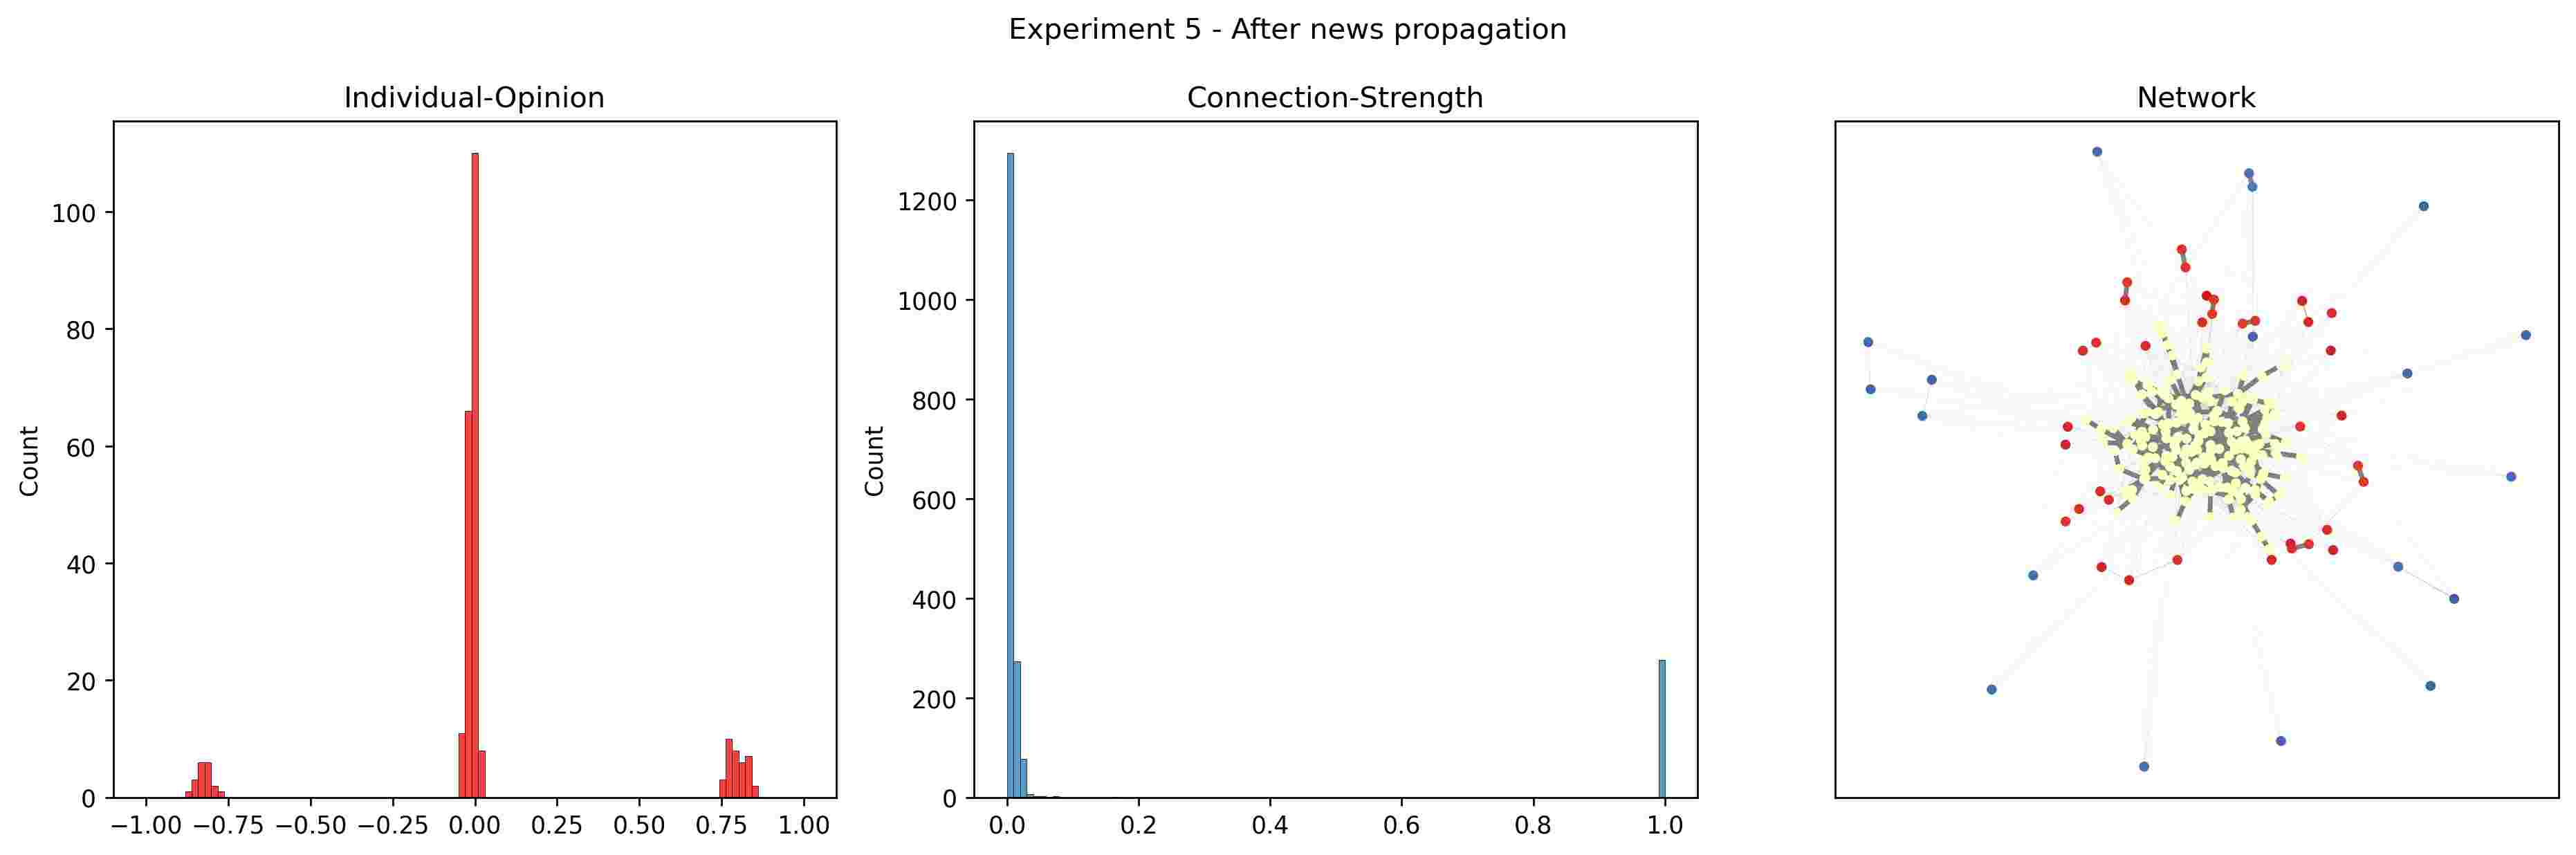 Experiment 5 - After news propagation
Individual-Opinion
Count
100
80
60
40
20
0
−1.00 −0.75 −0.50 −0.25 0.00 0.25 0.50 0.75 1.00
Connection-Strength
Count
1200
1000
800
600
400
200
0
0.0 0.2 0.4 0.6 0.8 1.0
Network